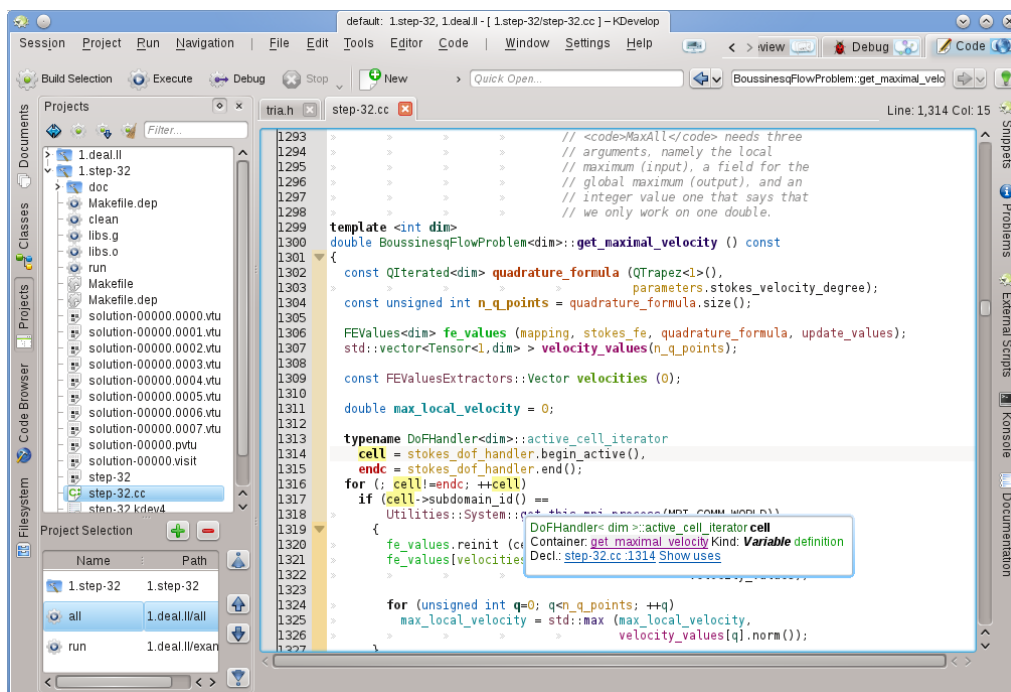 default: 1.step-32, 1.deal.II - [ 1.step-32/step-32.cc ] – KDevelop
Session Project Run Navigation | File Edit Tools Editor Code | Window Settings Help < > Debug Code
Build Selection Execute Debug Stop New > Quick Open... BoussinesqFlowProblem::get_maximal_velo
Projects
Filter...
1.deal.II
1.step-32
doc
Makefile.dep
clean
libs.g
libs.o
run
Makefile
Makefile.dep
solution-00000.0000.vtu
solution-00000.0001.vtu
solution-00000.0002.vtu
solution-00000.0003.vtu
solution-00000.0004.vtu
solution-00000.0005.vtu
solution-00000.0006.vtu
solution-00000.0007.vtu
solution-00000.pvtu
solution-00000.visit
step-32
step-32.cc
step-32.kdev4
Project Selection
Name Path
1.step-32 1.step-32
all 1.deal.II/all
run 1.deal.II/exan
Documents
Classes
Projects
Code Browser
Filesystem
tria.h step-32.cc Line: 1,314 Col: 15
1293 // <code>MaxAll</code> needs three
1294 // arguments, namely the local
1295 // maximum (input), a field for the
1296 // global maximum (output), and an
1297 // integer value one that says that
1298 // we only work on one double.
1299 template <int dim>
1300 double BoussinesqFlowProblem<dim>::get_maximal_velocity () const
1301 {
1302 const QIterated<dim> quadrature_formula (QTrapez<1>(),
1303 parameters.stokes_velocity_degree);
1304 const unsigned int n_q_points = quadrature_formula.size();
1305
1306 FEValues<dim> fe_values (mapping, stokes_fe, quadrature_formula, update_values);
1307 std::vector<Tensor<1,dim> > velocity_values(n_q_points);
1308
1309 const FEValuesExtractors::Vector velocities (0);
1310
1311 double max_local_velocity = 0;
1312
1313 typename DoFHandler<dim>::active_cell_iterator
1314 cell = stokes_dof_handler.begin_active(),
1315 endc = stokes_dof_handler.end();
1316 for (; cell!=endc; ++cell)
1317 if (cell->subdomain_id() ==
1318 Utilities::System::get_this_mpi_process(MPI_COMM_WORLD))
1319 {
1320 fe_values.reinit (ce
1321 fe_values[velocities
1322
1323
1324 for (unsigned int q=0; q<n_q_points; ++q)
1325 max_local_velocity = std::max (max_local_velocity,
1326 velocity_values[q].norm());
1327 }
DoFHandler< dim >::active_cell_iterator cell
Container: get_maximal_velocity Kind: Variable definition
Decl.: step-32.cc :1314 Show uses
Snippets
Problems
External Scripts
Konsole
Documentation